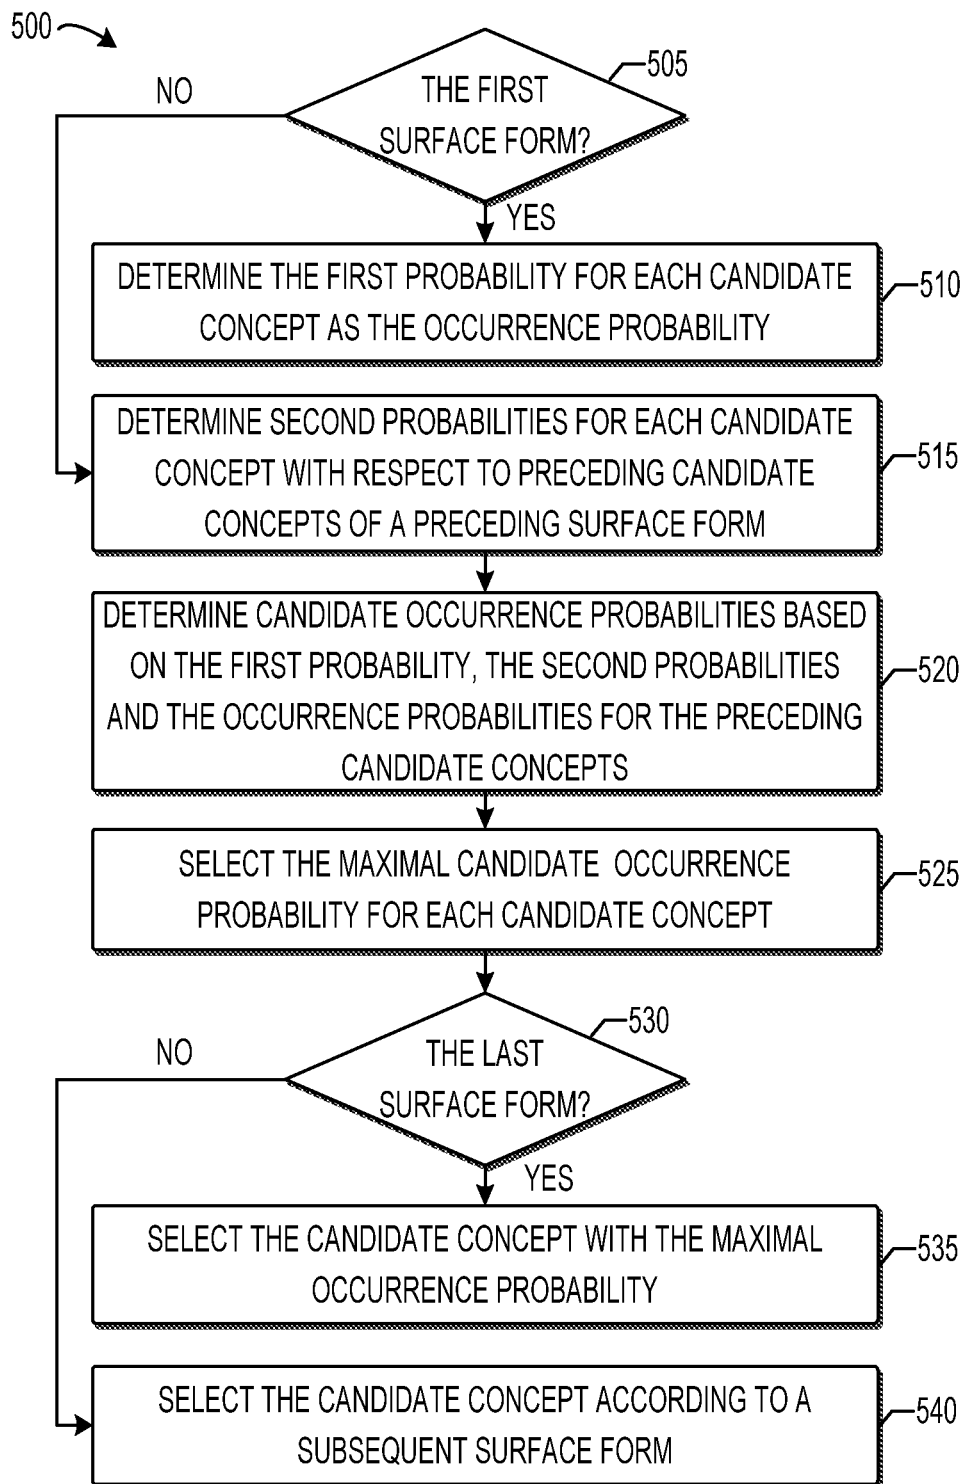 500
505
THE FIRST
SURFACE FORM?
NO
YES
DETERMINE THE FIRST PROBABILITY FOR EACH CANDIDATE
CONCEPT AS THE OCCURRENCE PROBABILITY
510
DETERMINE SECOND PROBABILITIES FOR EACH CANDIDATE
CONCEPT WITH RESPECT TO PRECEDING CANDIDATE
CONCEPTS OF A PRECEDING SURFACE FORM
515
DETERMINE CANDIDATE OCCURRENCE PROBABILITIES BASED
ON THE FIRST PROBABILITY, THE SECOND PROBABILITIES
AND THE OCCURRENCE PROBABILITIES FOR THE PRECEDING
CANDIDATE CONCEPTS
520
SELECT THE MAXIMAL CANDIDATE OCCURRENCE
PROBABILITY FOR EACH CANDIDATE CONCEPT
525
530
THE LAST
SURFACE FORM?
NO
YES
SELECT THE CANDIDATE CONCEPT WITH THE MAXIMAL
OCCURRENCE PROBABILITY
535
SELECT THE CANDIDATE CONCEPT ACCORDING TO A
SUBSEQUENT SURFACE FORM
540